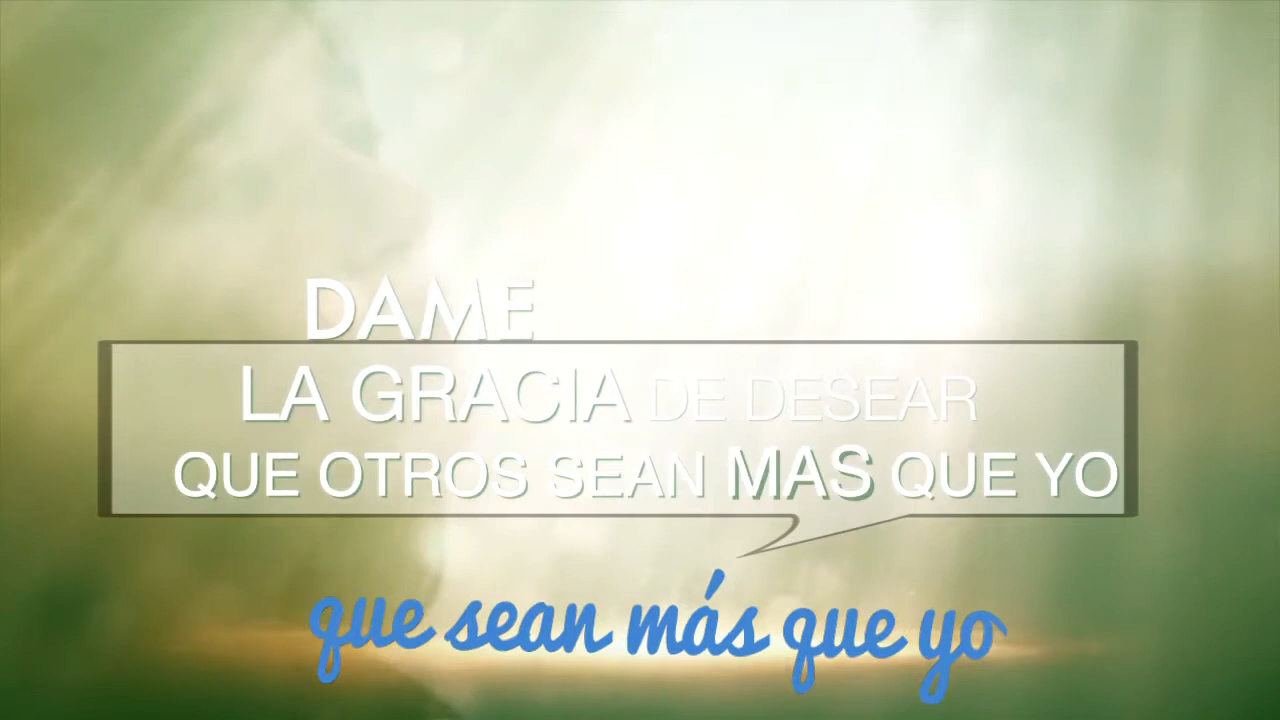 DAME
LA GRACIA DE DESEAR
QUE OTROS SEAN MAS QUE YO
que sean más que yo